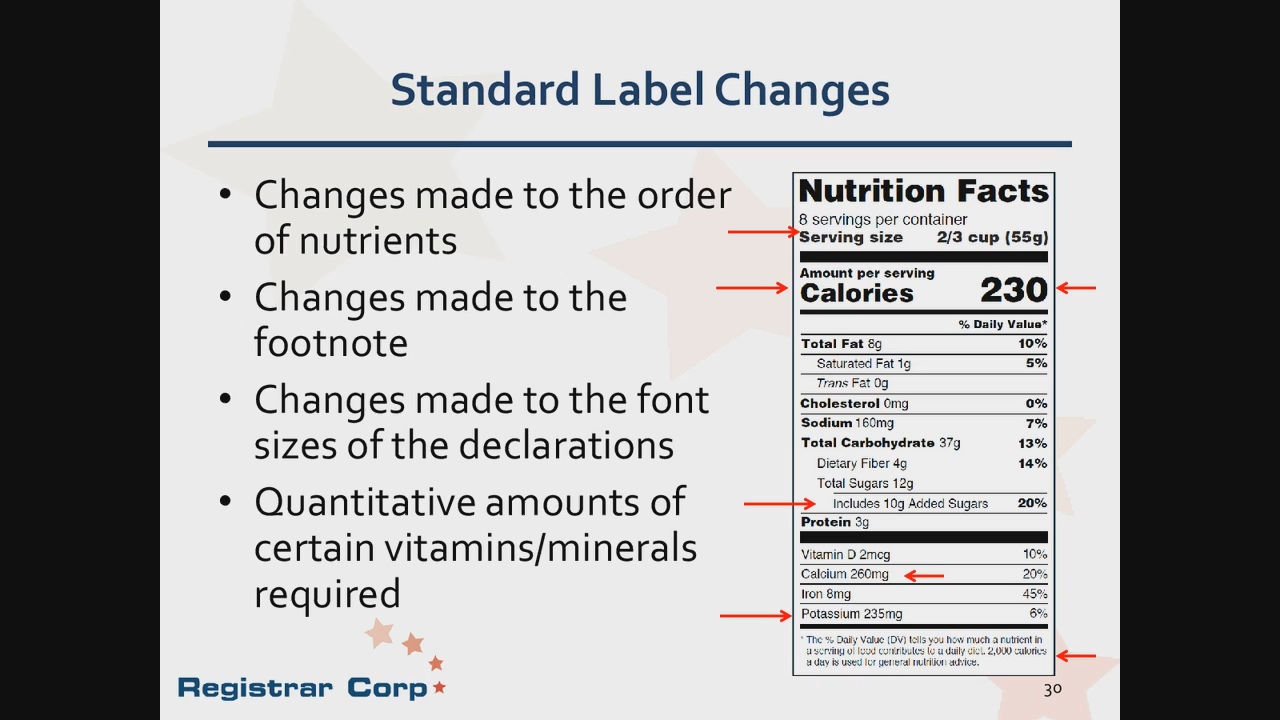 Standard Label Changes
• Changes made to the order
of nutrients
• Changes made to the
footnote
• Changes made to the font
sizes of the declarations
• Quantitative amounts of
certain vitamins/minerals
required
Nutrition Facts
8 servings per container
Serving size 2/3 cup (55g)
Amount per serving
Calories 230
% Daily Value*
Total Fat 8g 10%
Saturated Fat 1g 5%
Trans Fat 0g
Cholesterol 0mg 0%
Sodium 160mg 7%
Total Carbohydrate 37g 13%
Dietary Fiber 4g 14%
Total Sugars 12g
Includes 10g Added Sugars 20%
Protein 3g
Vitamin D 2mcg 10%
Calcium 260mg 20%
Iron 8mg 45%
Potassium 235mg 6%
* The % Daily Value (DV) tells you how much a nutrient in
a serving of food contributes to a daily diet. 2,000 calories
a day is used for general nutrition advice.
Registrar Corp
30